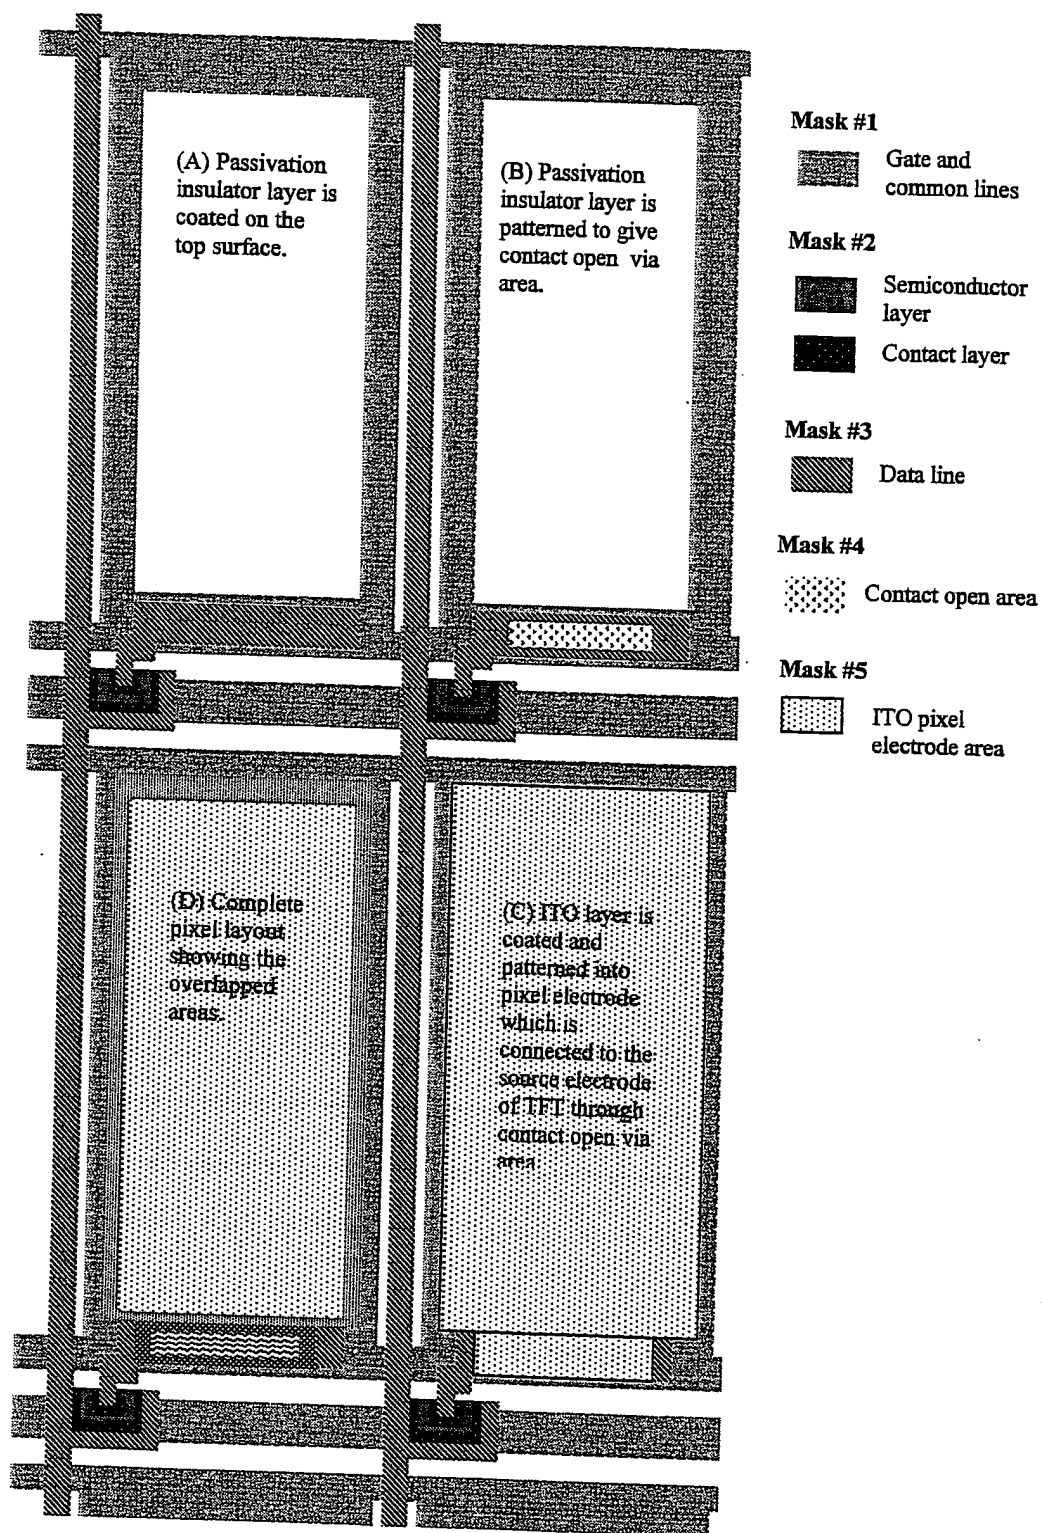 (A) Passivation
insulator layer is
coated on the
top surface.
(B) Passivation
insulator layer is
patterned to give
contact open via
area.
(D) Complete
pixel layout
showing the
overlapped
areas.
(C) ITO layer is
coated and
patterned into
pixel electrode
which is
connected to the
source electrode
of TFT through
contact open via
area
Mask #1
Gate and
common lines
Mask #2
Semiconductor
layer
Contact layer
Mask #3
Data line
Mask #4
Contact open area
Mask #5
ITO pixel
electrode area